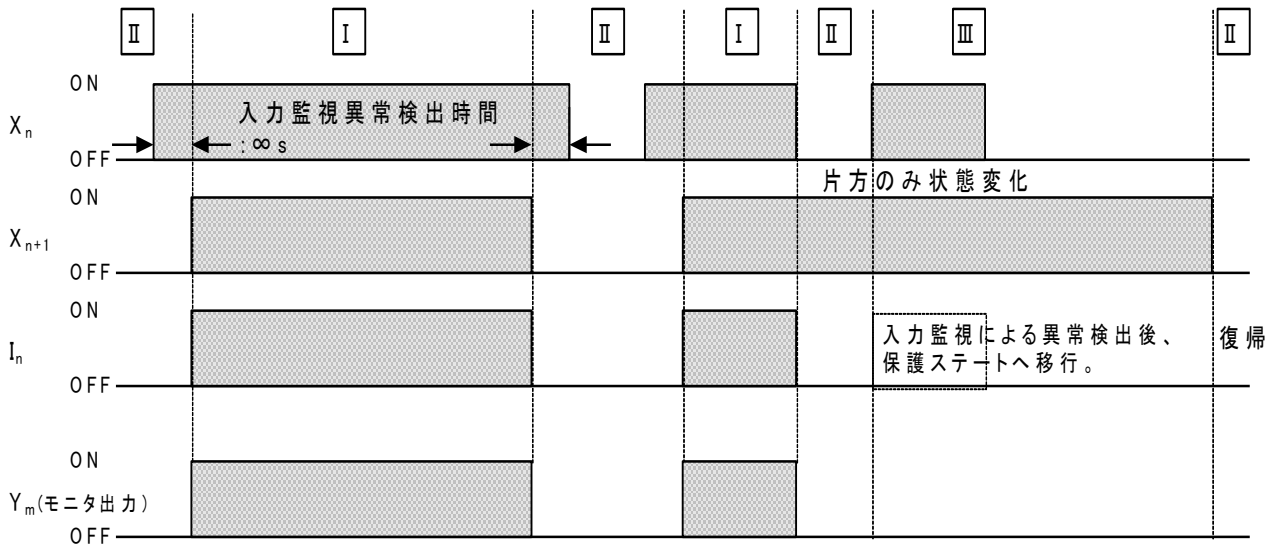 Ⅱ Ⅰ Ⅱ Ⅰ Ⅱ Ⅲ Ⅱ
ON
入力監視異常検出時間
:∞s
Xn
OFF
片方のみ状態変化
ON
Xn+1
OFF
ON
In
入力監視による異常検出後、
保護ステートへ移行。
復帰
OFF
ON
Ym(モニタ出力)
OFF